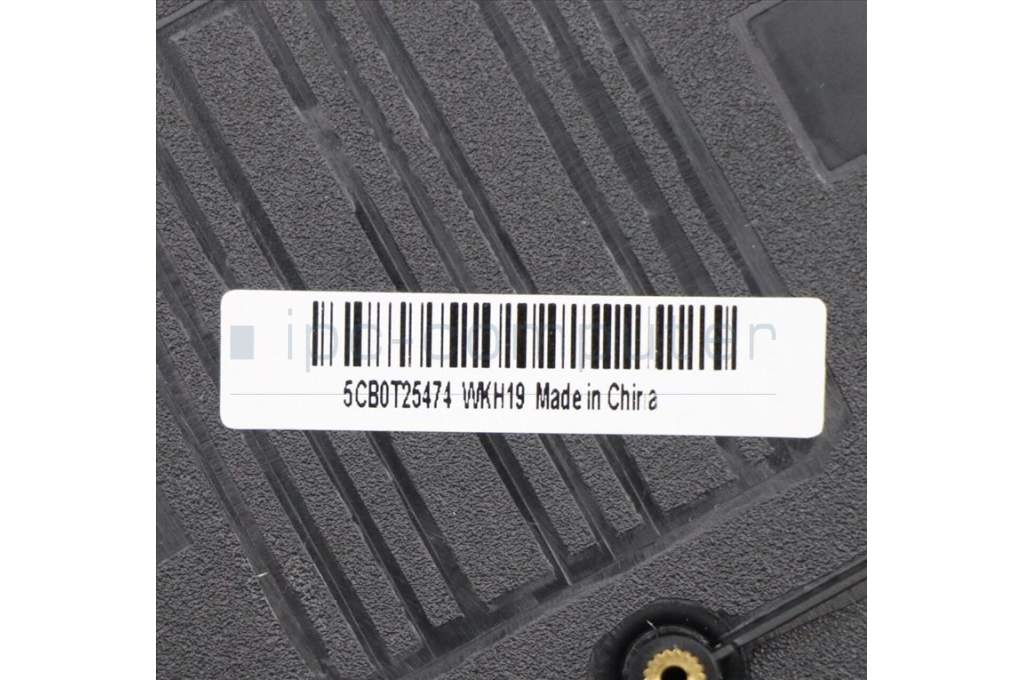 ipc-computer
5CB0T25474 WKH19 Made in China